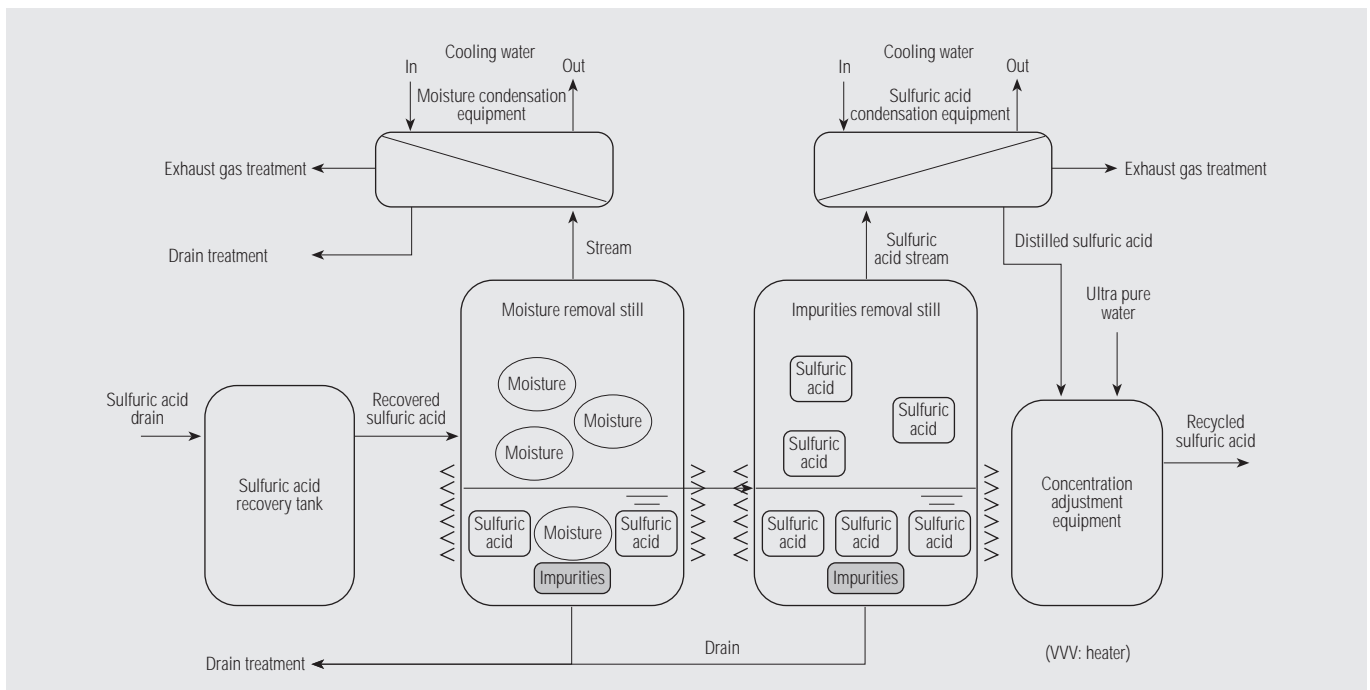 Cooling water
In
Out
Moisture condensation
equipment
Exhaust gas treatment
Drain treatment
Stream
Cooling water
In
Out
Sulfuric acid
condensation equipment
Exhaust gas treatment
Sulfuric
acid stream
Distilled sulfuric acid
Ultra pure
water
Sulfuric acid
drain
Sulfuric acid
recovery tank
Recovered
sulfuric acid
Moisture removal still
Moisture
Moisture
Moisture
Sulfuric
acid
Moisture
Sulfuric
acid
Impurities
Impurities removal still
Sulfuric
acid
Sulfuric
acid
Sulfuric
acid
Sulfuric
acid
Sulfuric
acid
Sulfuric
acid
Impurities
Concentration
adjustment
equipment
Recycled
sulfuric acid
Drain
Drain treatment
(VVV: heater)